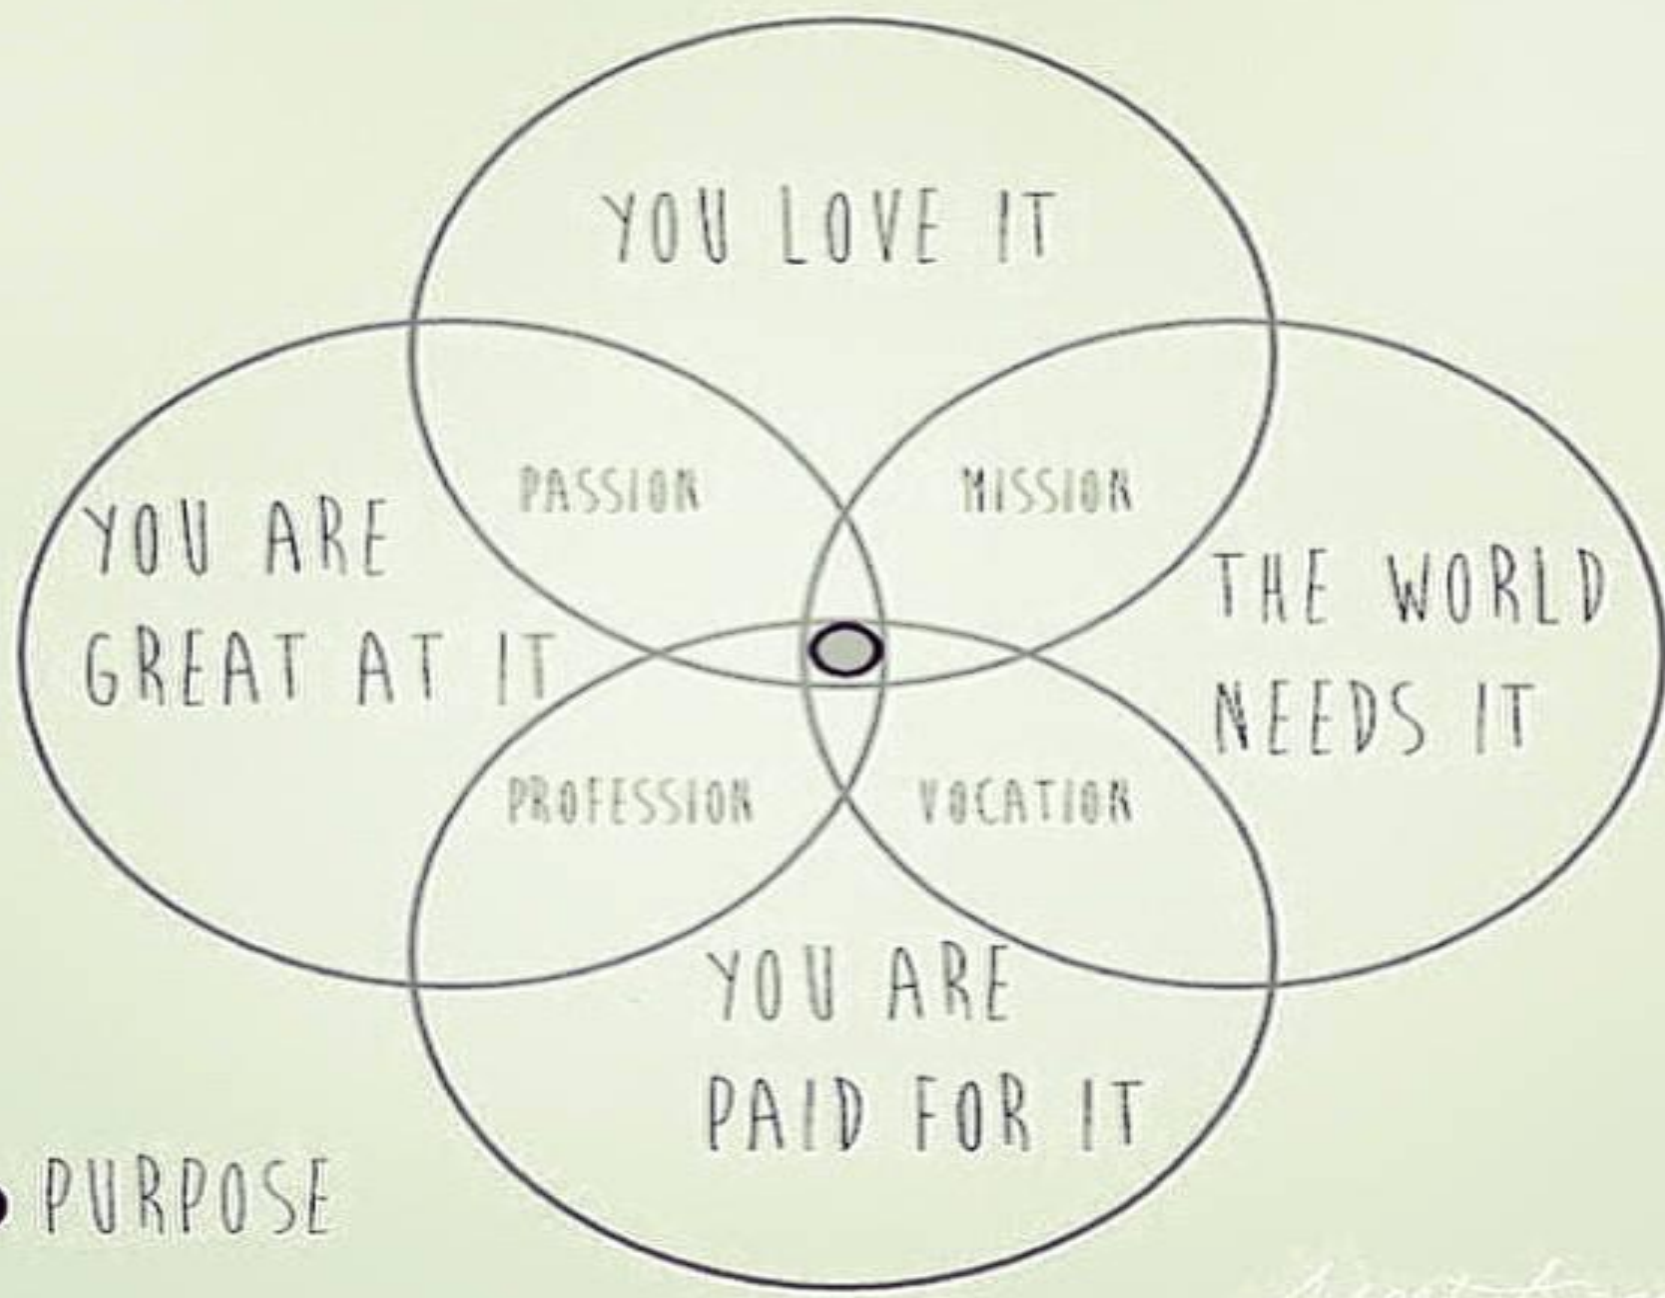 YOU LOVE IT
PASSION
MISSION
YOU ARE
GREAT AT IT
THE WORLD
NEEDS IT
PROFESSION
VOCATION
YOU ARE
PAID FOR IT
PURPOSE